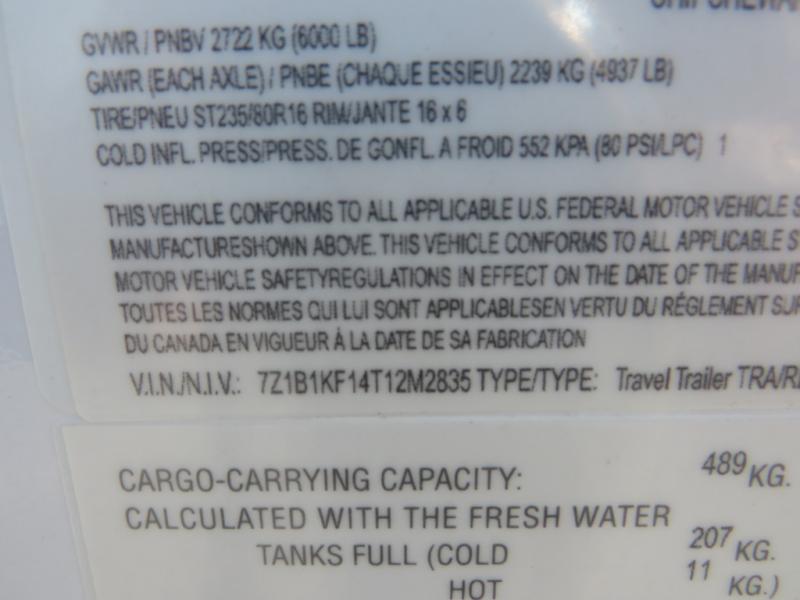 GVWR / PNBV 2722 KG (6000 LB)
GAWR (EACH AXLE) / PNBE (CHAQUE ESSIEU) 2239 KG (4937 LB)
TIRE/PNEU ST235/80R16 RIM/JANTE 16 x 6
COLD INFL. PRESS/PRESS. DE GONFL. A FROID 552 KPA (80 PSI/LPC) 1
THIS VEHICLE CONFORMS TO ALL APPLICABLE U.S. FEDERAL MOTOR VEHICLE S
MANUFACTURESHOWN ABOVE. THIS VEHICLE CONFORMS TO ALL APPLICABLE ST
MOTOR VEHICLE SAFETYREGULATIONS IN EFFECT ON THE DATE OF THE MANUF
TOUTES LES NORMES QUI LUI SONT APPLICABLESEN VERTU DU RÉGLEMENT SUR
DU CANADA EN VIGUEUR À LA DATE DE SA FABRICATION
V.I.N./N.I.V.: 7Z1B1KF14T12M2835 TYPE/TYPE: Travel Trailer TRA/RE
CARGO-CARRYING CAPACITY: 489 KG.
CALCULATED WITH THE FRESH WATER
TANKS FULL (COLD 207 KG.
HOT 11 KG.)